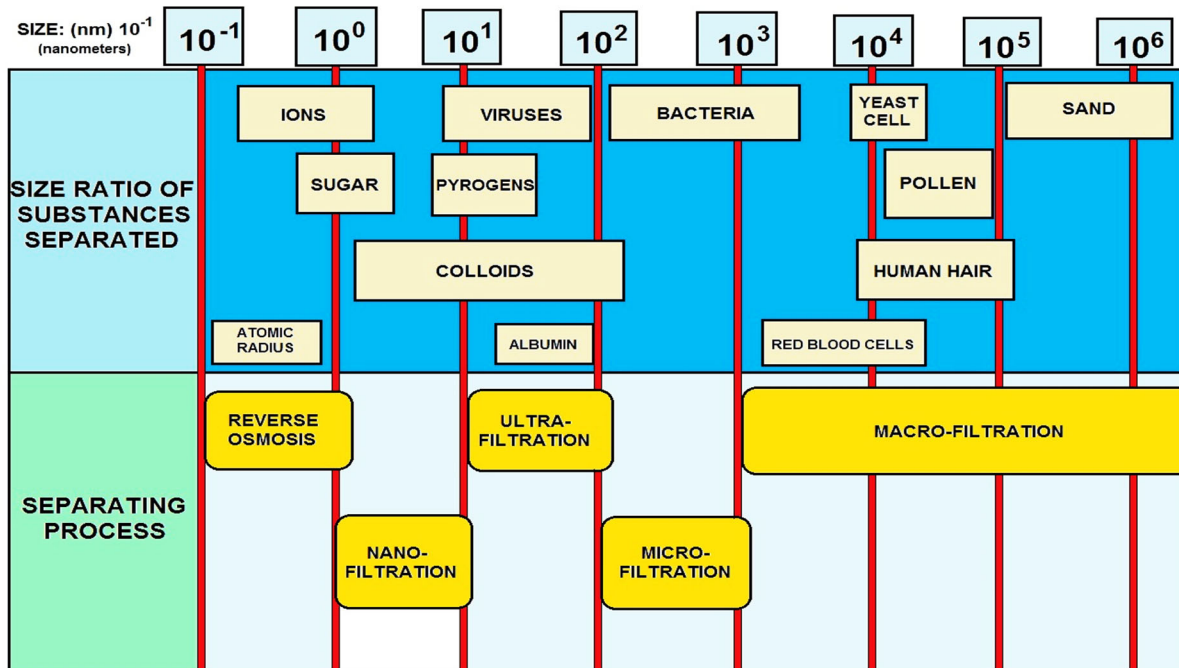 SIZE: (nm) 10⁻¹
(nanometers)
10⁻¹
10⁰
10¹
10²
10³
10⁴
10⁵
10⁶
SIZE RATIO OF
SUBSTANCES
SEPARATED
IONS
VIRUSES
BACTERIA
YEAST
CELL
SAND
SUGAR
PYROGENS
POLLEN
COLLOIDS
HUMAN HAIR
ATOMIC
RADIUS
ALBUMIN
RED BLOOD CELLS
SEPARATING
PROCESS
REVERSE
OSMOSIS
ULTRA-
FILTRATION
MACRO-FILTRATION
NANO-
FILTRATION
MICRO-
FILTRATION